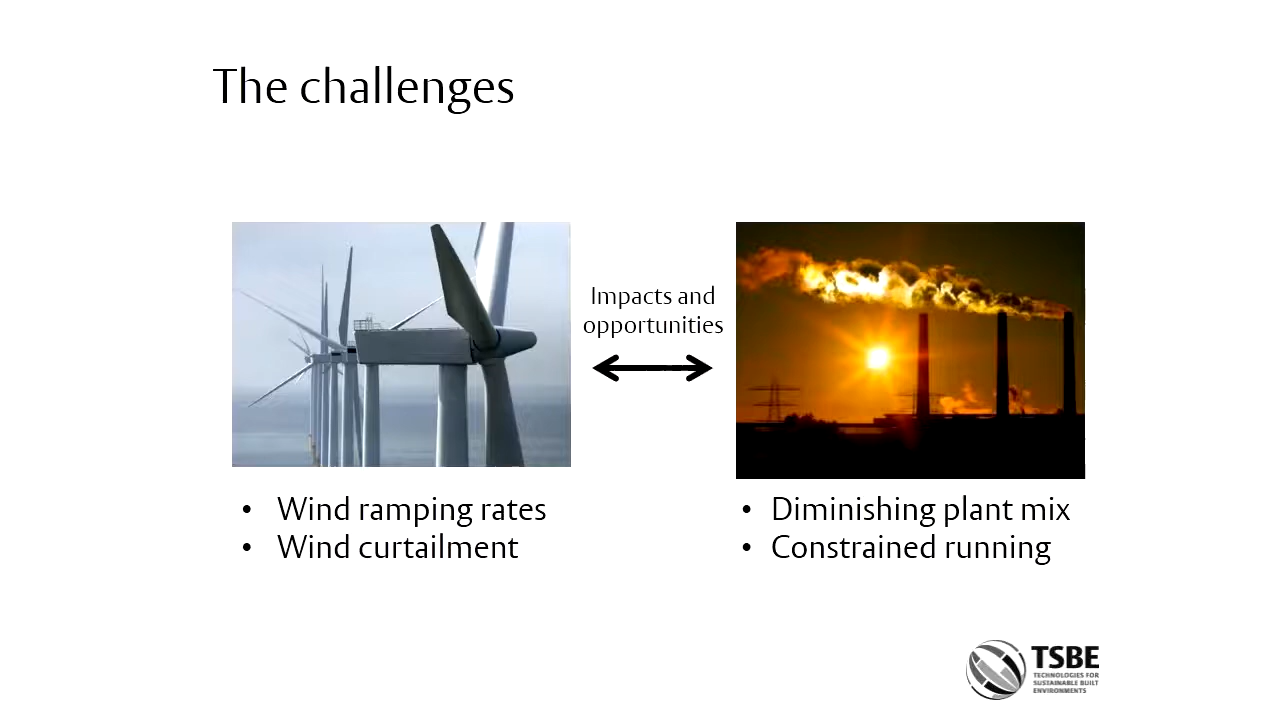 The challenges
Impacts and
opportunities
• Wind ramping rates
• Wind curtailment
• Diminishing plant mix
• Constrained running
TSBE
TECHNOLOGIES FOR
SUSTAINABLE BUILT
ENVIRONMENTS